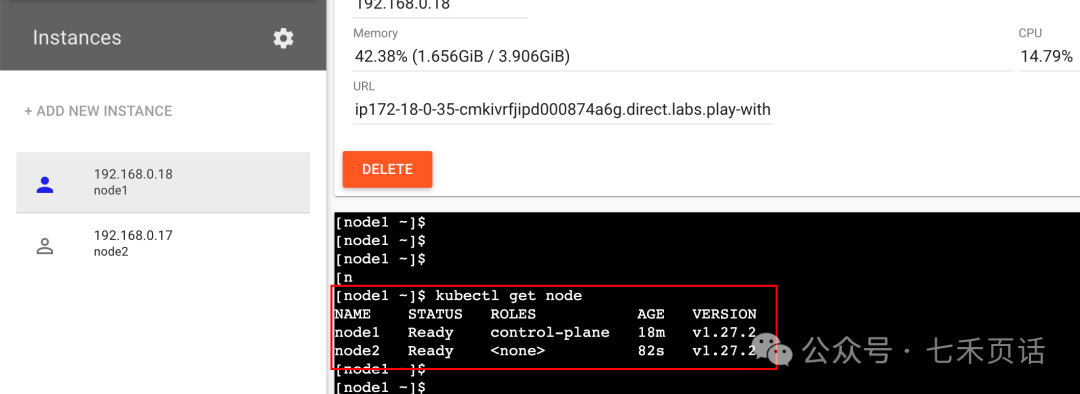 Instances
+ ADD NEW INSTANCE
192.168.0.18
node1
192.168.0.17
node2
192.168.0.18
Memory
42.38% (1.656GiB / 3.906GiB)
CPU
14.79%
URL
ip172-18-0-35-cmkivrfjipd000874a6g.direct.labs.play-with
DELETE
[node1 ~]$
[node1 ~]$
[node1 ~]$
[n
[node1 ~]$ kubectl get node
NAME STATUS ROLES AGE VERSION
node1 Ready control-plane 18m v1.27.2
node2 Ready <none> 82s v1.27.2
[node1 ~]$
[node1 ~]$
公众号 · 七禾页话